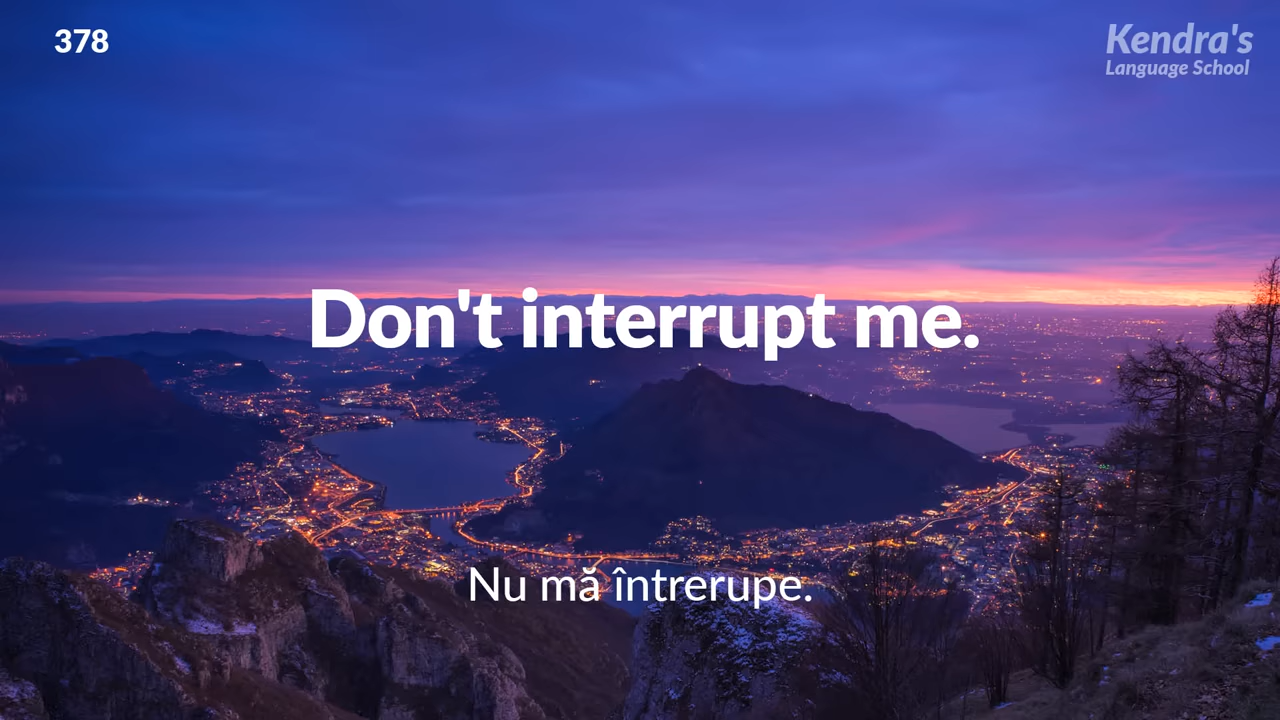 378
Kendra's
Language School
Don't interrupt me.
Nu mă întrerupe.